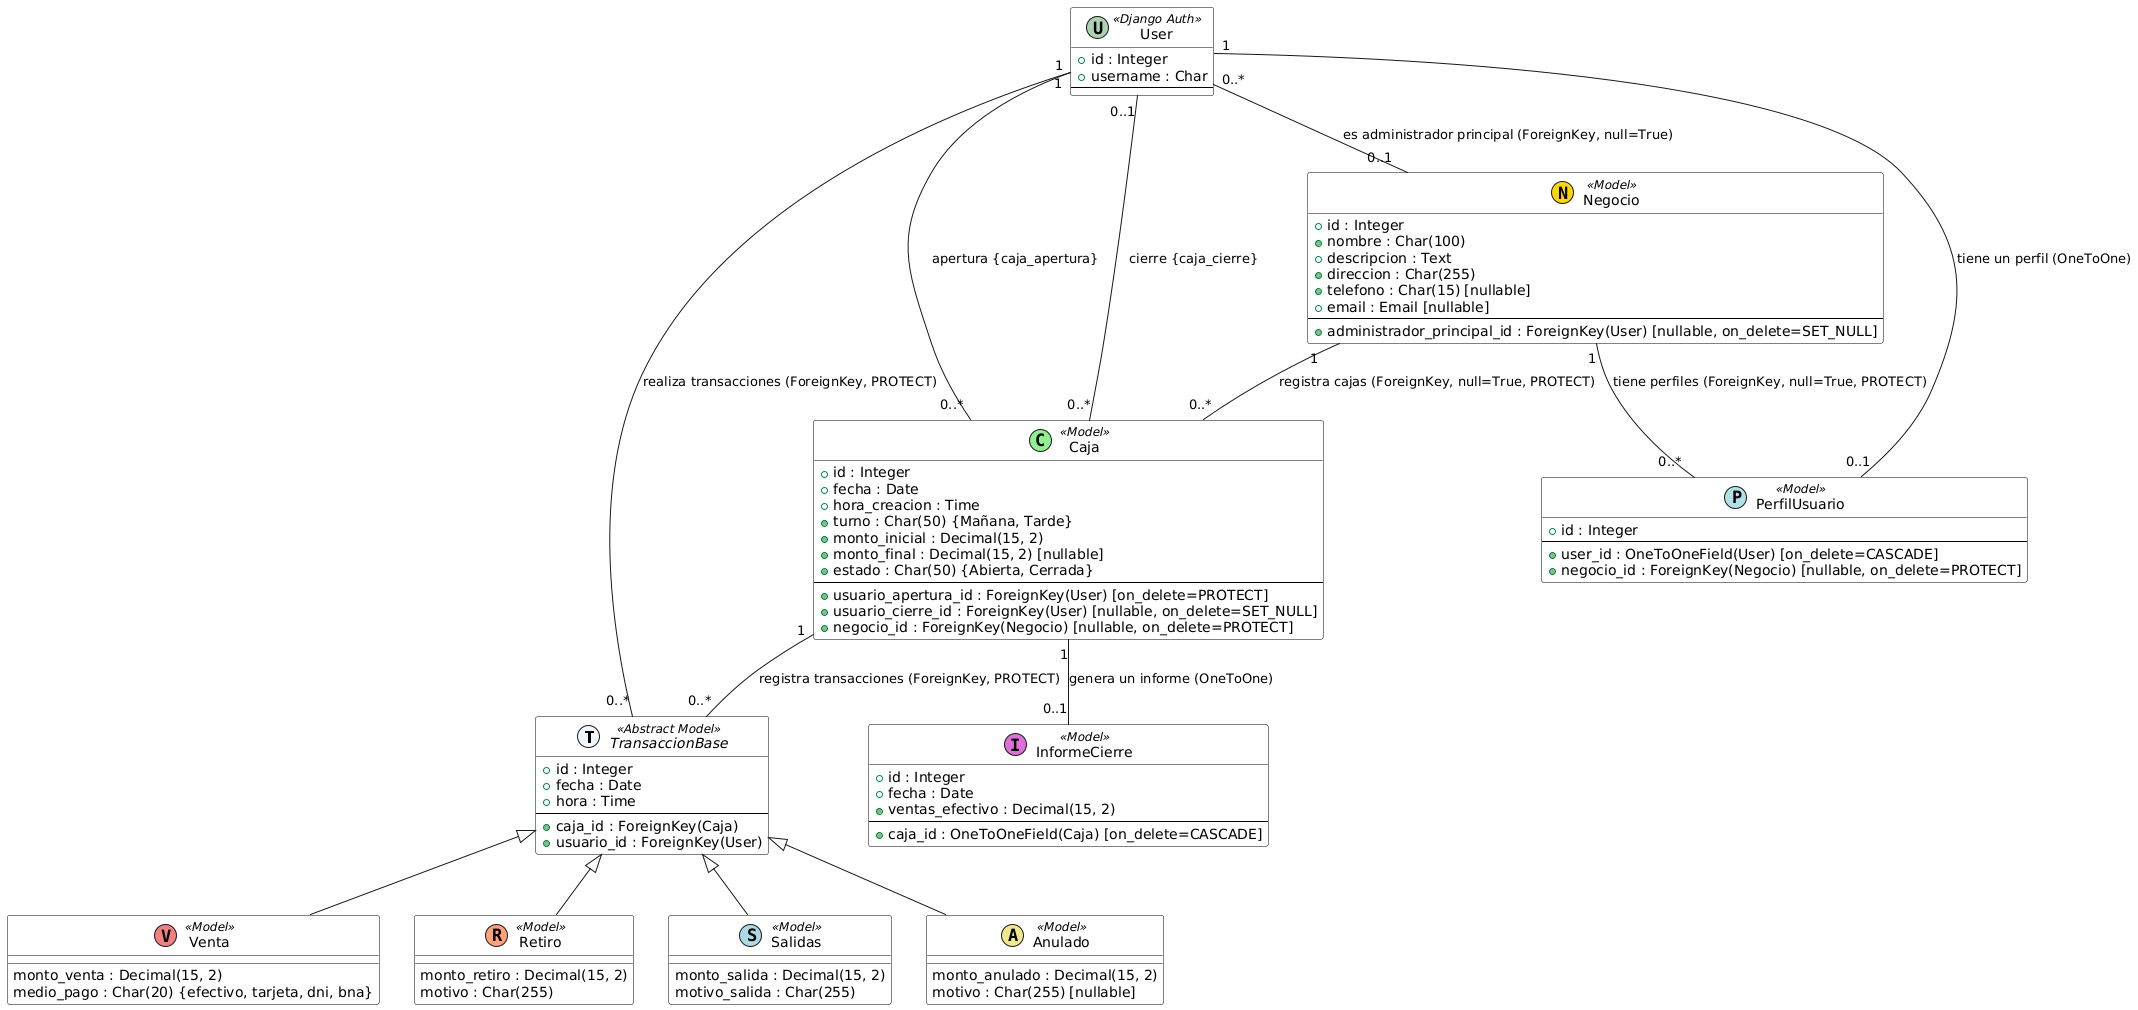 U
«Django Auth»
User
id : Integer
username : Char
1
1
0..1
1
0..*
es administrador principal (ForeignKey, null=True)
0..1
N
«Model»
Negocio
id : Integer
nombre : Char(100)
descripcion : Text
direccion : Char(255)
telefono : Char(15) [nullable]
email : Email [nullable]
administrador_principal_id : ForeignKey(User) [nullable, on_delete=SET_NULL]
apertura {caja_apertura}
cierre {caja_cierre}
tiene un perfil (OneToOne)
1
1
realiza transacciones (ForeignKey, PROTECT)
registra cajas (ForeignKey, null=True, PROTECT)
tiene perfiles (ForeignKey, null=True, PROTECT)
0..*
0..*
0..*
0..*
0..1
C
«Model»
Caja
id : Integer
fecha : Date
hora_creacion : Time
turno : Char(50) {Mañana, Tarde}
monto_inicial : Decimal(15, 2)
monto_final : Decimal(15, 2) [nullable]
estado : Char(50) {Abierta, Cerrada}
usuario_apertura_id : ForeignKey(User) [on_delete=PROTECT]
usuario_cierre_id : ForeignKey(User) [nullable, on_delete=SET_NULL]
negocio_id : ForeignKey(Negocio) [nullable, on_delete=PROTECT]
P
«Model»
PerfilUsuario
id : Integer
user_id : OneToOneField(User) [on_delete=CASCADE]
negocio_id : ForeignKey(Negocio) [nullable, on_delete=PROTECT]
1
1
registra transacciones (ForeignKey, PROTECT)
genera un informe (OneToOne)
0..*
0..*
0..1
T
«Abstract Model»
TransaccionBase
id : Integer
fecha : Date
hora : Time
caja_id : ForeignKey(Caja)
usuario_id : ForeignKey(User)
I
«Model»
InformeCierre
id : Integer
fecha : Date
ventas_efectivo : Decimal(15, 2)
caja_id : OneToOneField(Caja) [on_delete=CASCADE]
V
«Model»
Venta
monto_venta : Decimal(15, 2)
medio_pago : Char(20) {efectivo, tarjeta, dni, bna}
R
«Model»
Retiro
monto_retiro : Decimal(15, 2)
motivo : Char(255)
S
«Model»
Salidas
monto_salida : Decimal(15, 2)
motivo_salida : Char(255)
A
«Model»
Anulado
monto_anulado : Decimal(15, 2)
motivo : Char(255) [nullable]